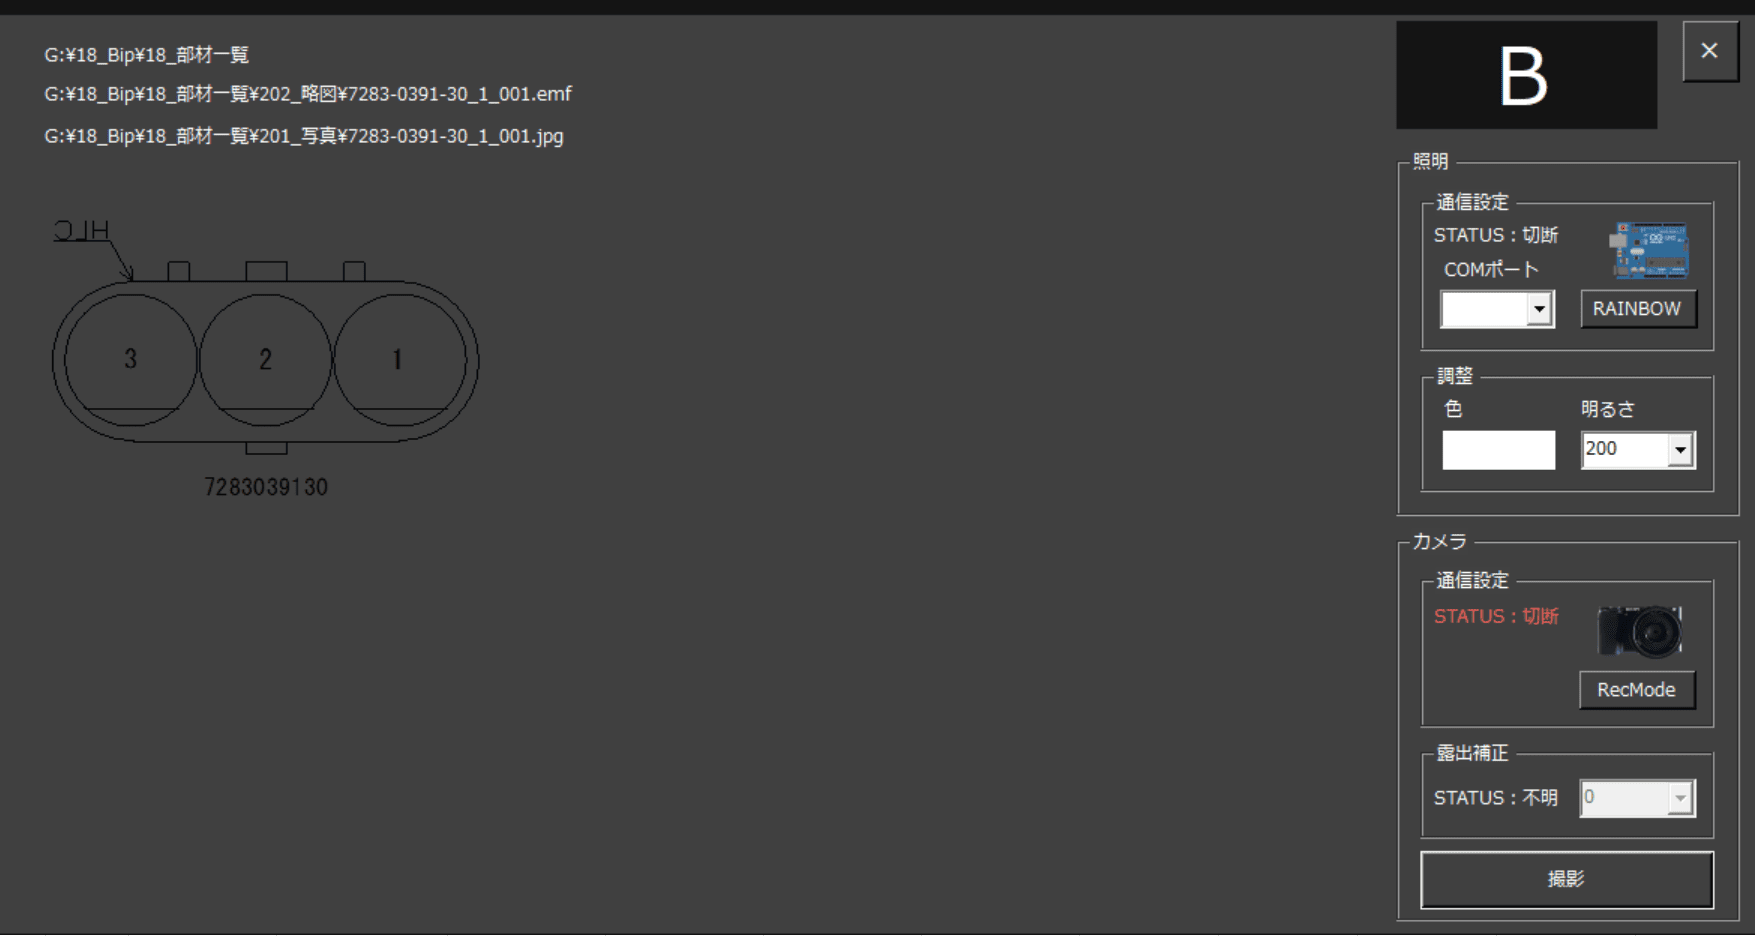 G:¥18_Bip¥18_部材一覧
G:¥18_Bip¥18_部材一覧¥202_略図¥7283-0391-30_1_001.emf
G:¥18_Bip¥18_部材一覧¥201_写真¥7283-0391-30_1_001.jpg
B
×
照明
通信設定
STATUS：切断
COMポート
RAINBOW
調整
色
明るさ
200
カメラ
通信設定
STATUS：切断
RecMode
露出補正
STATUS：不明
0
撮影
3
2
1
7283039130